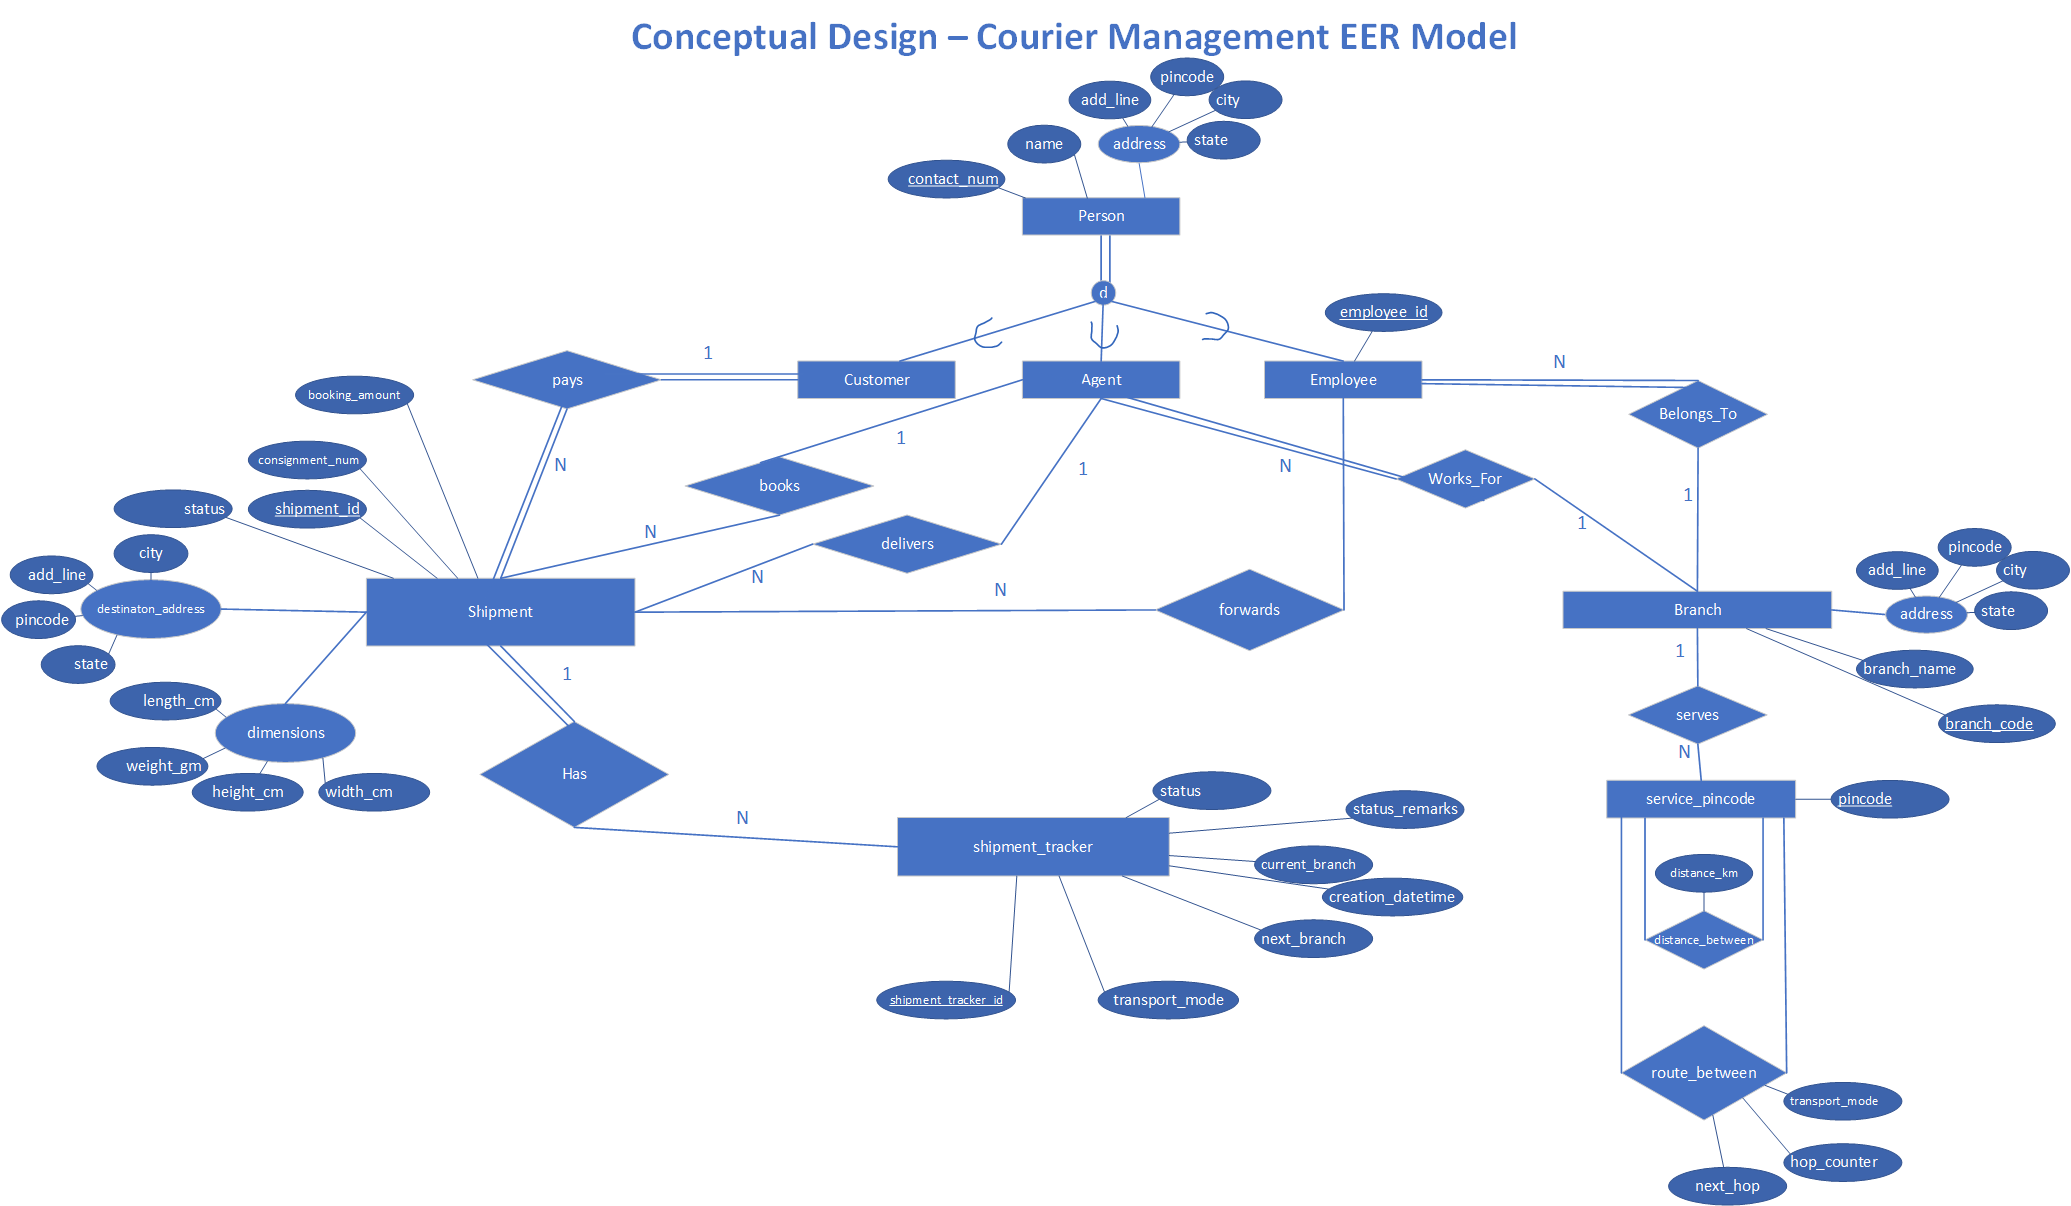 Conceptual Design – Courier Management EER Model
pincode
add_line
city
name
address
state
contact_num
Person
d
employee_id
1
N
pays
Customer
Agent
Employee
booking_amount
Belongs_To
1
consignment_num
N
1
N
Works_For
books
1
status
shipment_id
1
N
delivers
city
pincode
add_line
add_line
city
N
N
destinaton_address
Shipment
forwards
Branch
address
state
pincode
1
state
1
branch_name
length_cm
serves
branch_code
dimensions
N
weight_gm
Has
height_cm
width_cm
status
service_pincode
pincode
N
status_remarks
shipment_tracker
current_branch
distance_km
creation_datetime
next_branch
distance_between
shipment_tracker_id
transport_mode
route_between
transport_mode
hop_counter
next_hop